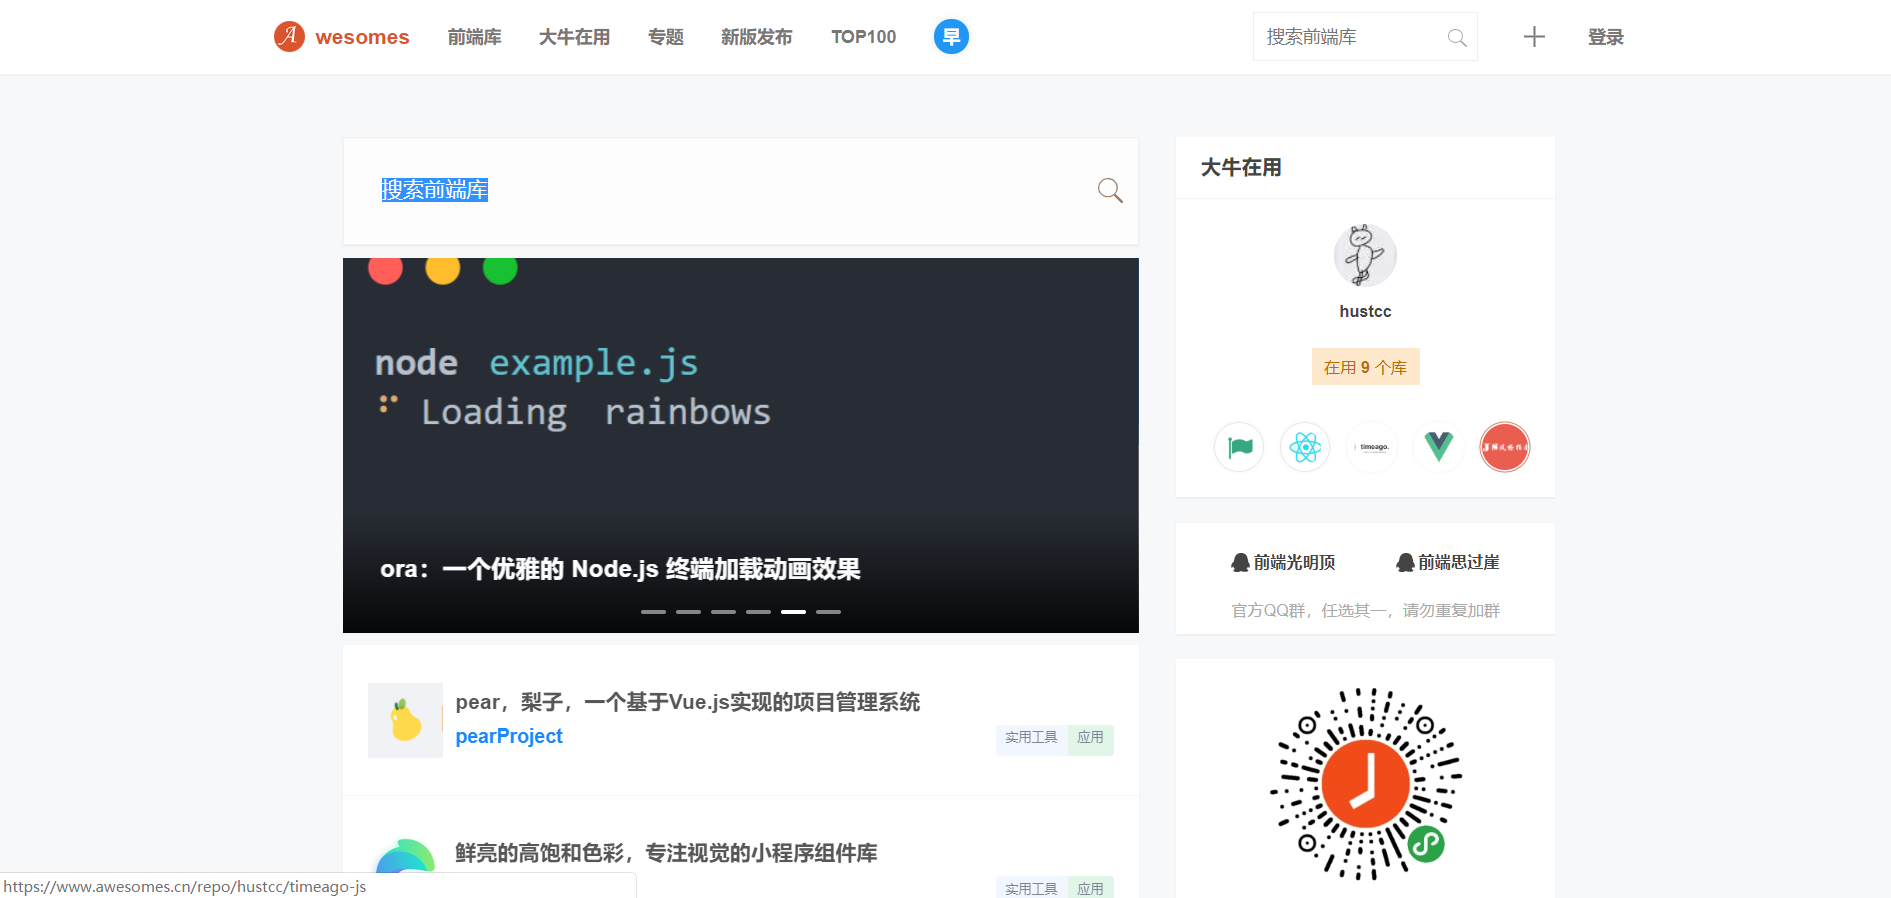 A wesomes 前端库 大牛在用 专题 新版发布 TOP100 早 搜索前端库 登录
搜索前端库
node example.js
Loading rainbows
ora：一个优雅的 Node.js 终端加载动画效果
pear，梨子，一个基于Vue.js实现的项目管理系统
pearProject
实用工具 应用
鲜亮的高饱和色彩，专注视觉的小程序组件库
实用工具 应用
大牛在用
hustcc
在用 9 个库
timeago.
前端光明顶 前端思过崖
官方QQ群，任选其一，请勿重复加群
https://www.awesomes.cn/repo/hustcc/timeago-js